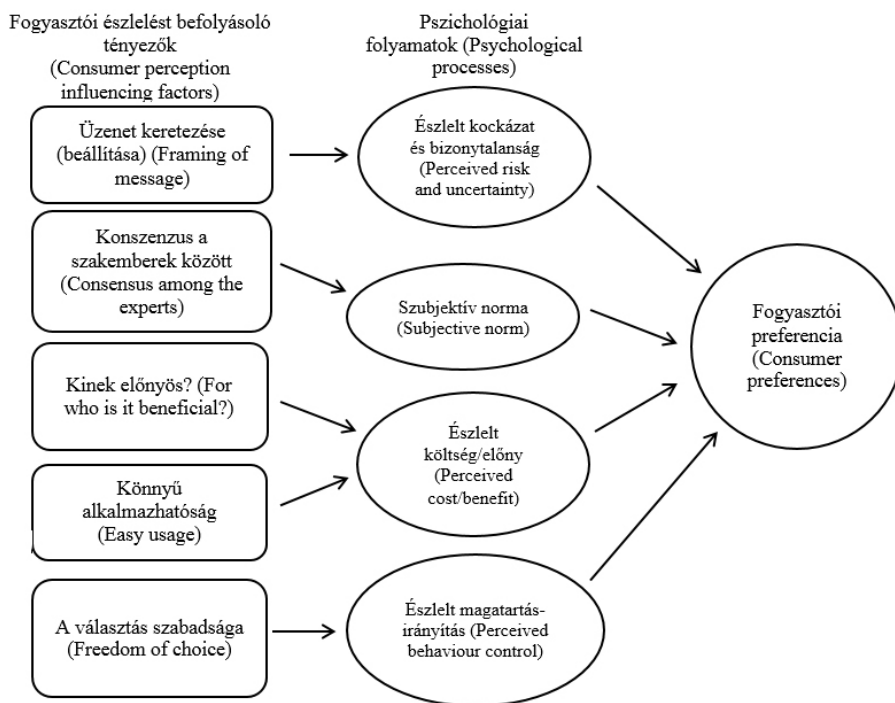 Fogyasztói észlelést befolyásoló
tényezők
(Consumer perception
influencing factors)
Pszichológiai
folyamatok (Psychological
processes)
Üzenet keretezése
(beállítása) (Framing of
message)
Észlelt kockázat
és bizonytalanság
(Perceived risk
and uncertainty)
Konszenzus a
szakemberek között
(Consensus among the
experts)
Szubjektív norma
(Subjective norm)
Fogyasztói
preferencia
(Consumer
preferences)
Kinek előnyös? (For
who is it beneficial?)
Észlelt
költség/előny
(Perceived
cost/benefit)
Könnyű
alkalmazhatóság
(Easy usage)
A választás szabadsága
(Freedom of choice)
Észlelt magatartás-
irányítás (Perceived
behaviour control)